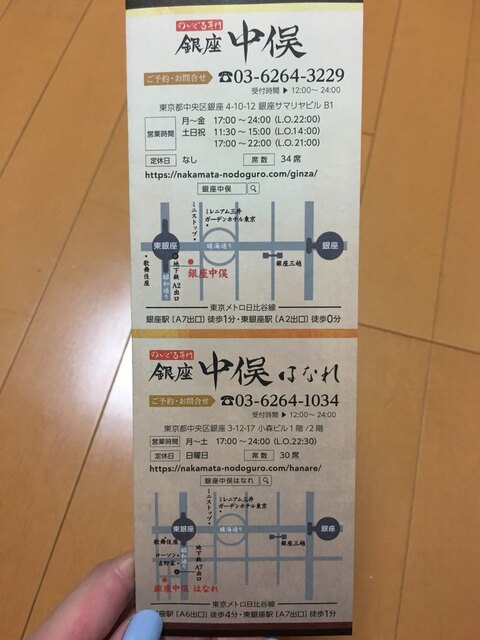 のどぐろ専門
銀座 中俣
ご予約・お問合せ ☎03-6264-3229
受付時間 ▶ 12:00～24:00
東京都中央区銀座 4-10-12 銀座サマリヤビル B1
営業時間
月～金 17:00～24:00 (L.O.22:00)
土日祝 11:30～15:00 (L.O.14:00)
17:00～22:00 (L.O.21:00)
定休日 なし 席数 34席
https://nakamata-nodoguro.com/ginza/
銀座中俣
ミニストップ
ミレニアム三井
ガーデンホテル東京
東銀座
晴海通り
銀座
歌舞伎座
昭和通り
地下鉄 A2出口
銀座中俣
銀座三越
東京メトロ日比谷線
銀座駅〔A7出口〕徒歩1分・東銀座駅〔A2出口〕徒歩0分
のどぐろ専門
銀座 中俣 はなれ
ご予約・お問合せ ☎03-6264-1034
受付時間 ▶ 12:00～24:00
東京都中央区銀座 3-12-17 小森ビル1階/2階
営業時間 月～土 17:00～24:00 (L.O.22:30)
定休日 日曜日 席数 30席
https://nakamata-nodoguro.com/hanare/
銀座中俣はなれ
ミニストップ
ミレニアム三井
ガーデンホテル東京
東銀座
晴海通り
銀座
歌舞伎座
昭和通り
地下鉄 A7出口
銀座三越
ローソン
吉野家
銀座中俣 はなれ
東京メトロ日比谷線
座駅〔A6出口〕徒歩4分・東銀座駅〔A7出口〕徒歩1分